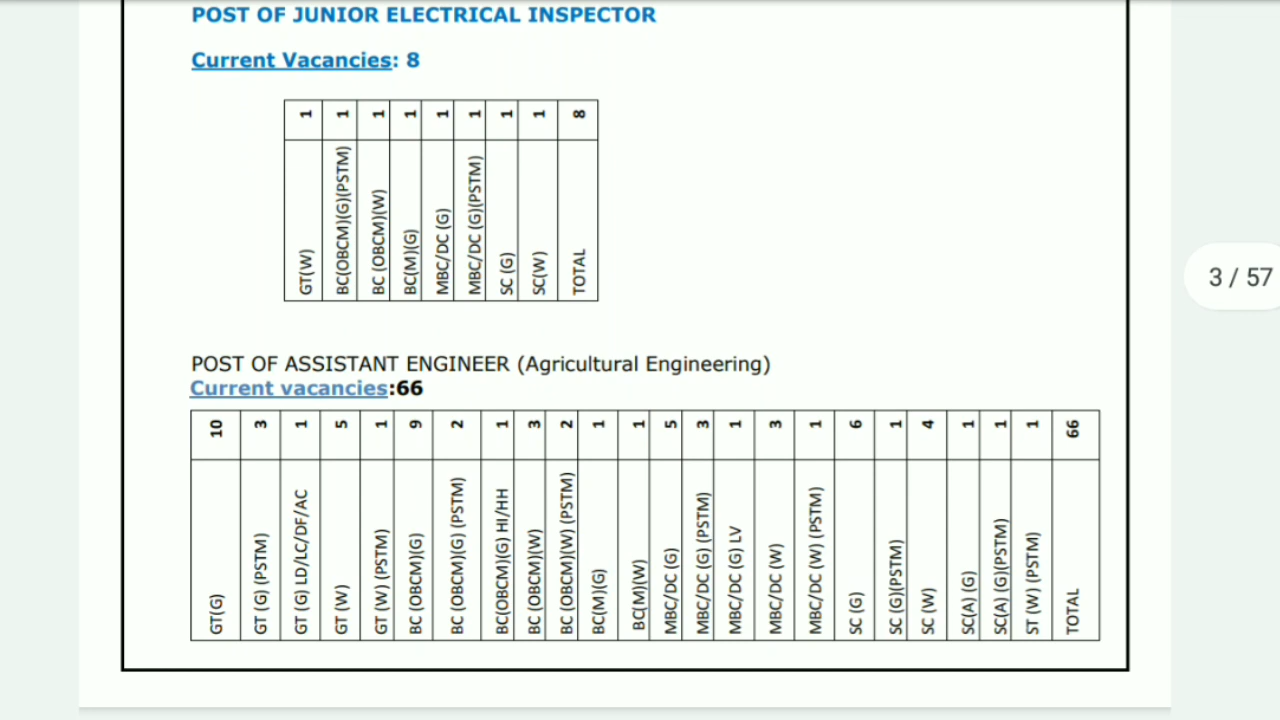 POST OF JUNIOR ELECTRICAL INSPECTOR
Current Vacancies: 8
GT(W) 1
BC(OBCM)(G)(PSTM) 1
BC (OBCM)(W) 1
BC(M)(G) 1
MBC/DC (G) 1
MBC/DC (G)(PSTM) 1
SC (G) 1
SC(W) 1
TOTAL 8
3 / 57
POST OF ASSISTANT ENGINEER (Agricultural Engineering)
Current vacancies:66
GT(G) 10
GT (G) (PSTM) 3
GT (G) LD/LC/DF/AC 1
GT (W) 5
GT (W) (PSTM) 1
BC (OBCM)(G) 9
BC (OBCM)(G) (PSTM) 2
BC(OBCM)(G) HI/HH 1
BC (OBCM)(W) 3
BC (OBCM)(W) (PSTM) 2
BC(M)(G) 1
BC(M)(W) 1
MBC/DC (G) 5
MBC/DC (G) (PSTM) 3
MBC/DC (G) LV 1
MBC/DC (W) 3
MBC/DC (W) (PSTM) 1
SC (G) 6
SC (G)(PSTM) 1
SC (W) 4
SC(A) (G) 1
SC(A) (G)(PSTM) 1
ST (W) (PSTM) 1
TOTAL 66